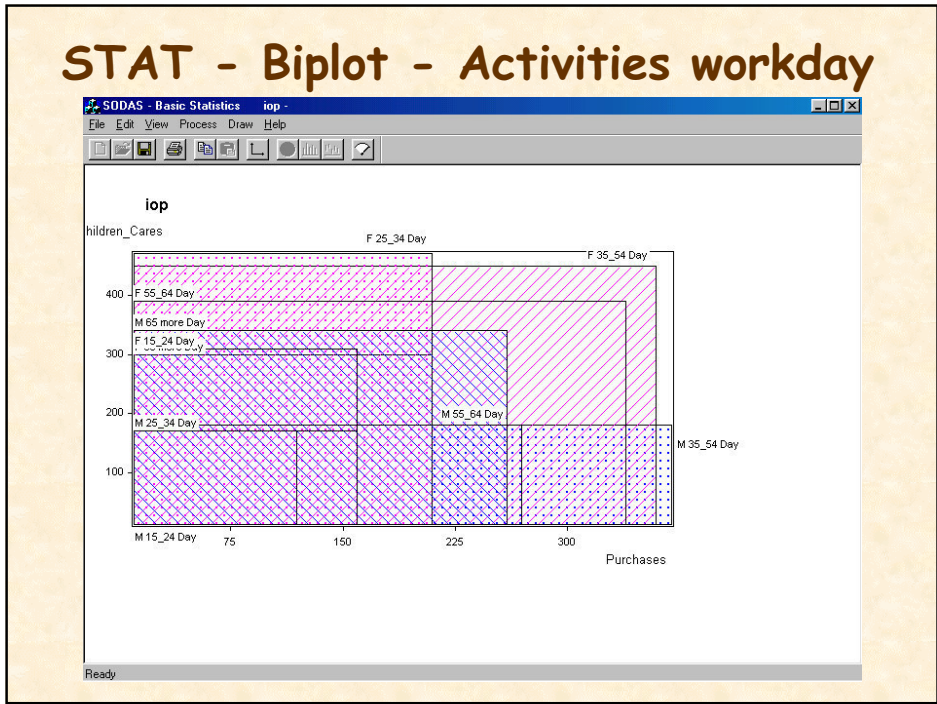 STAT - Biplot - Activities workday
SODAS - Basic Statistics iop -
File Edit View Process Draw Help
iop
hildren_Cares
F 25_34 Day
F 35_54 Day
400
F 55_64 Day
M 65 more Day
F 15_24 Day
300
200
M 55_64 Day
M 25_34 Day
M 35_54 Day
100
M 15_24 Day
75 150 225 300
Purchases
Ready